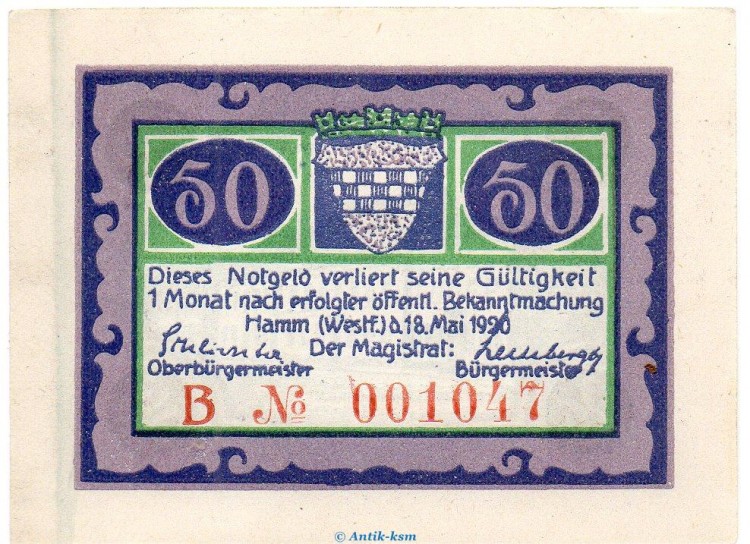 50 50
Dieses Notgeld verliert seine Gültigkeit
1 Monat nach erfolgter öffentl. Bekanntmachung
Hamm (Westf.) d. 18. Mai 1920
Der Magistrat:
Oberbürgermeister Bürgermeister
B No 001047
© Antik-ksm